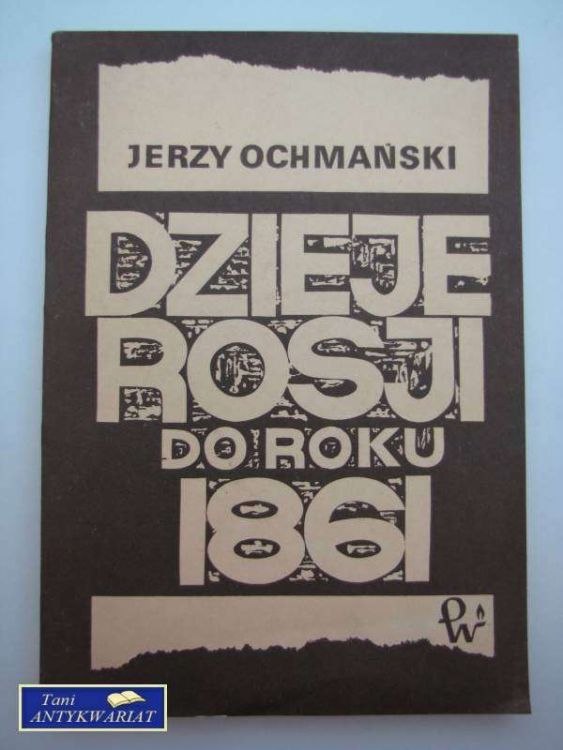 JERZY OCHMAŃSKI
DZIEJE
ROSJI
DO ROKU
1861
PW
Tani
ANTYKWARIAT